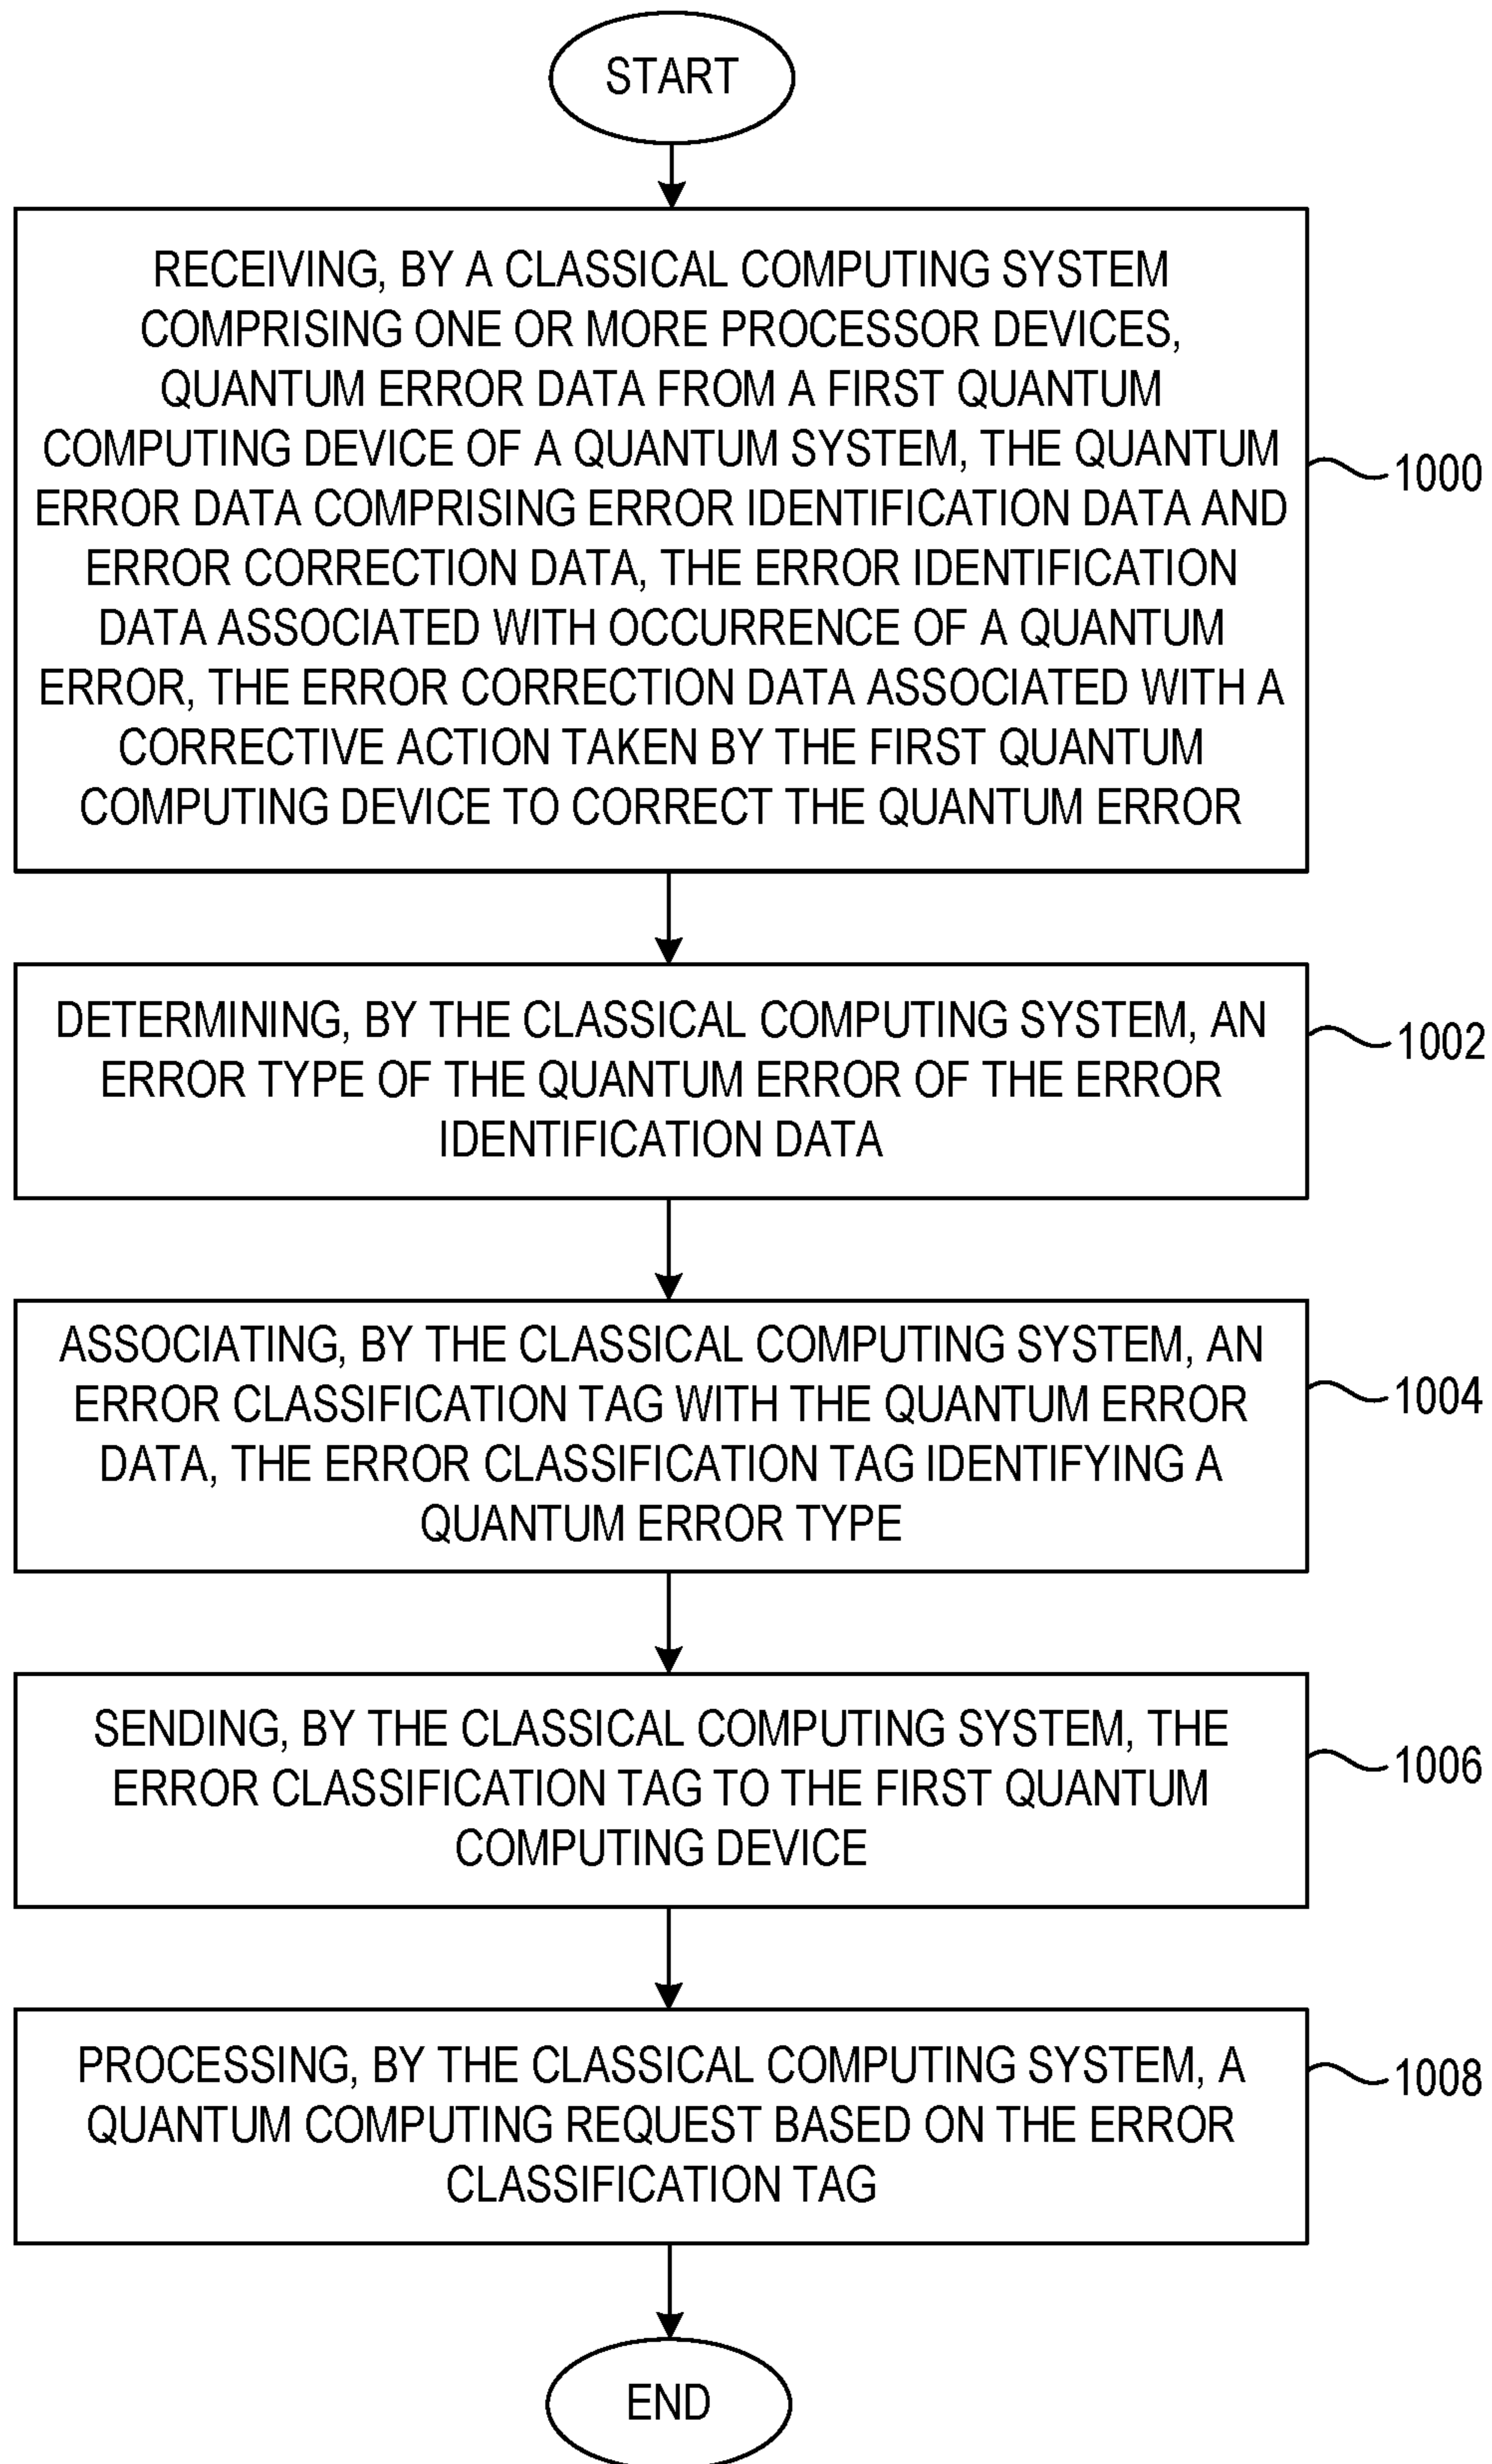 START
RECEIVING, BY A CLASSICAL COMPUTING SYSTEM
COMPRISING ONE OR MORE PROCESSOR DEVICES,
QUANTUM ERROR DATA FROM A FIRST QUANTUM
COMPUTING DEVICE OF A QUANTUM SYSTEM, THE QUANTUM
ERROR DATA COMPRISING ERROR IDENTIFICATION DATA AND
ERROR CORRECTION DATA, THE ERROR IDENTIFICATION
DATA ASSOCIATED WITH OCCURRENCE OF A QUANTUM
ERROR, THE ERROR CORRECTION DATA ASSOCIATED WITH A
CORRECTIVE ACTION TAKEN BY THE FIRST QUANTUM
COMPUTING DEVICE TO CORRECT THE QUANTUM ERROR
1000
DETERMINING, BY THE CLASSICAL COMPUTING SYSTEM, AN
ERROR TYPE OF THE QUANTUM ERROR OF THE ERROR
IDENTIFICATION DATA
1002
ASSOCIATING, BY THE CLASSICAL COMPUTING SYSTEM, AN
ERROR CLASSIFICATION TAG WITH THE QUANTUM ERROR
DATA, THE ERROR CLASSIFICATION TAG IDENTIFYING A
QUANTUM ERROR TYPE
1004
SENDING, BY THE CLASSICAL COMPUTING SYSTEM, THE
ERROR CLASSIFICATION TAG TO THE FIRST QUANTUM
COMPUTING DEVICE
1006
PROCESSING, BY THE CLASSICAL COMPUTING SYSTEM, A
QUANTUM COMPUTING REQUEST BASED ON THE ERROR
CLASSIFICATION TAG
1008
END